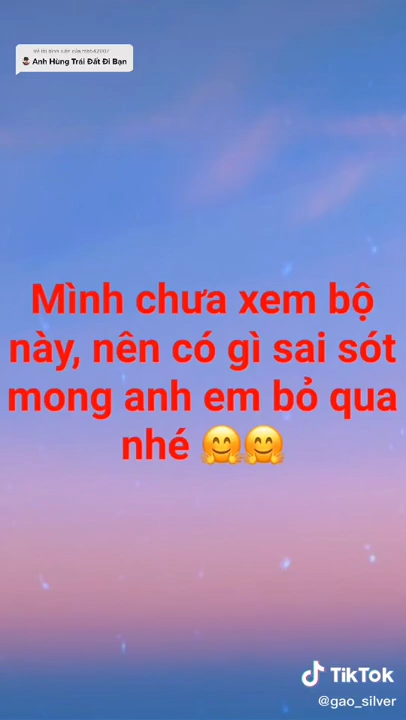 Anh Hùng Trái Đất Đi Bạn
Mình chưa xem bộ
này, nên có gì sai sót
mong anh em bỏ qua
nhé 🤗🤗
TikTok
@gao_silver